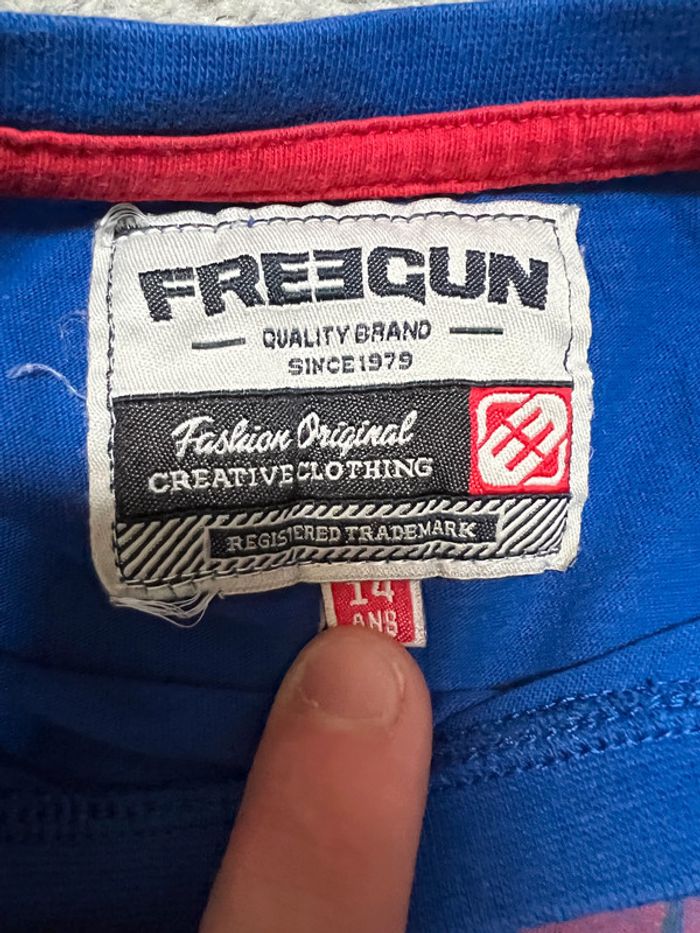 FREEGUN
QUALITY BRAND
SINCE 1979
Fashion Original
CREATIVE CLOTHING
REGISTERED TRADEMARK
14
ANS